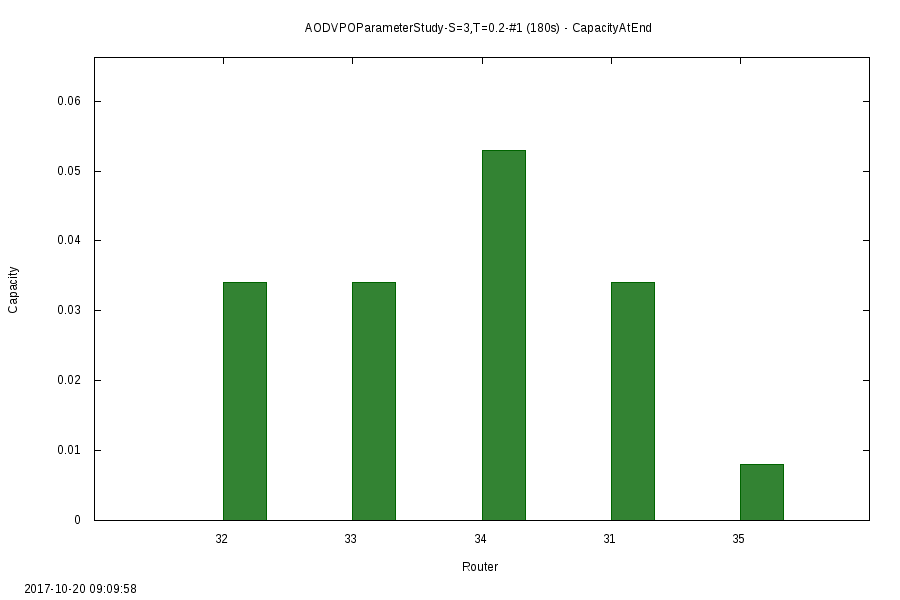 AODVPOParameterStudy-S=3,T=0.2-#1 (180s) - CapacityAtEnd
0.06
0.05
0.04
0.03
0.02
0.01
0
Capacity
32 33 34 31 35
Router
2017-10-20 09:09:58